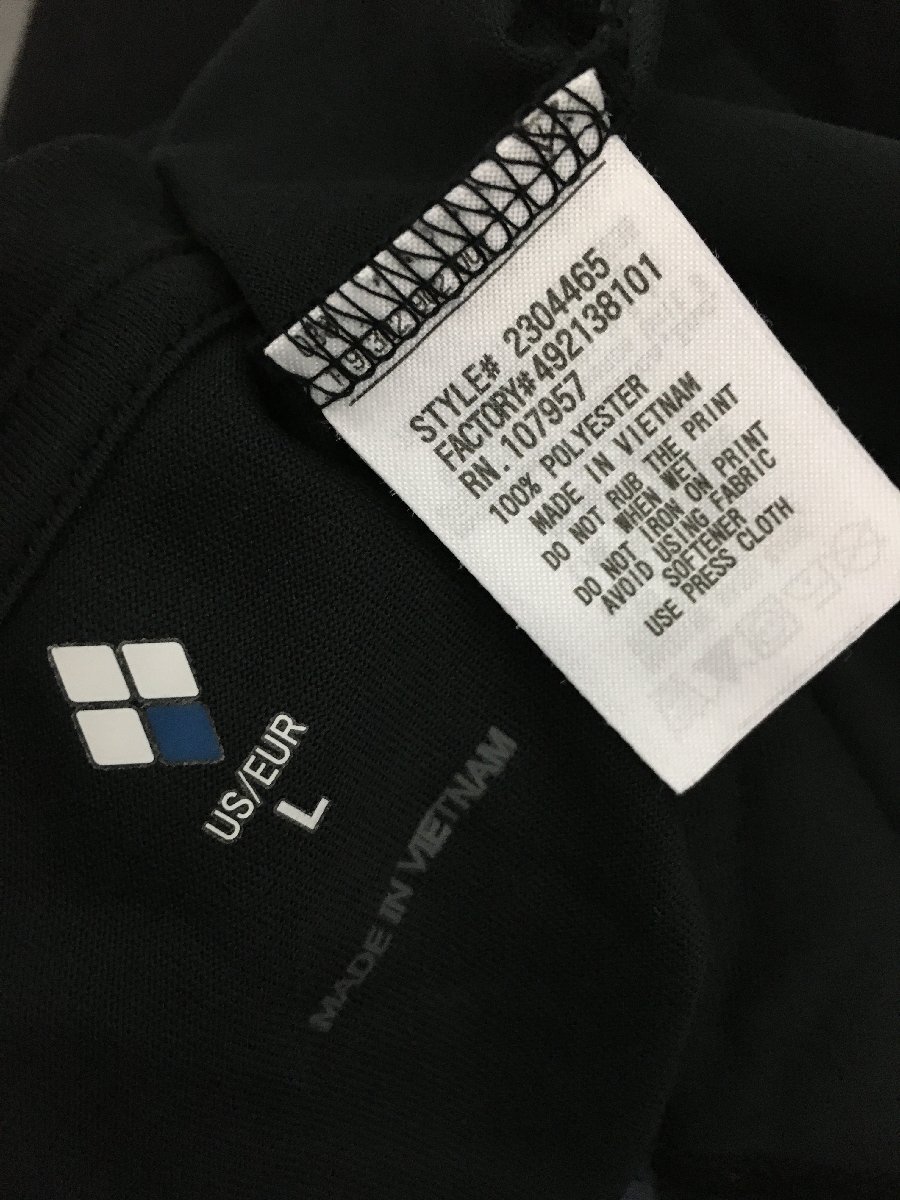 STYLE# 2304465
FACTORY#492138101
RN. 107957
100% POLYESTER
MADE IN VIETNAM
DO NOT RUB THE PRINT
WHEN WET
DO NOT IRON ON PRINT
AVOID USING FABRIC
SOFTENER
USE PRESS CLOTH
US/EUR
L
MADE IN VIETNAM